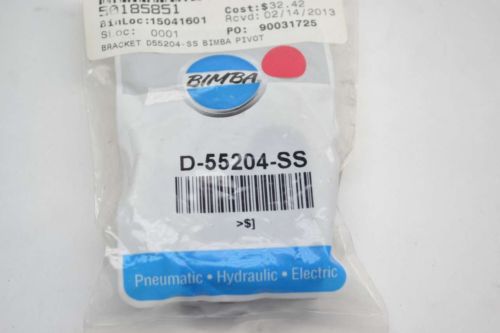 50185851
Cost:$32.42
BinLoc:15041601
Rcvd: 02/14/2013
SLoc: 0001
PO: 90031725
BRACKET D55204-SS BIMBA PIVOT
BIMBA
D-55204-SS
>$]
Pneumatic • Hydraulic • Electric